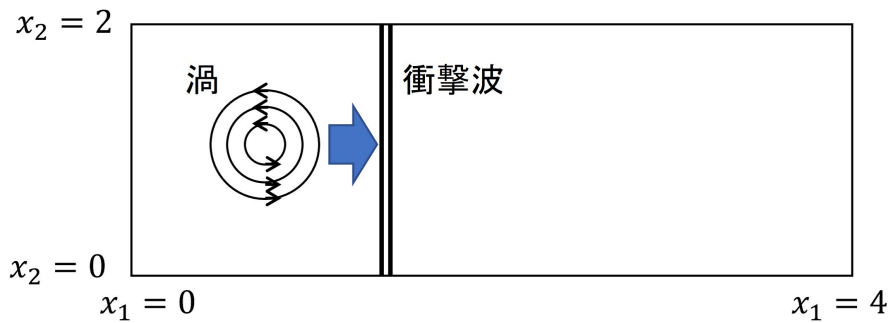 x₂ = 2
渦
衝撃波
x₂ = 0
x₁ = 0
x₁ = 4